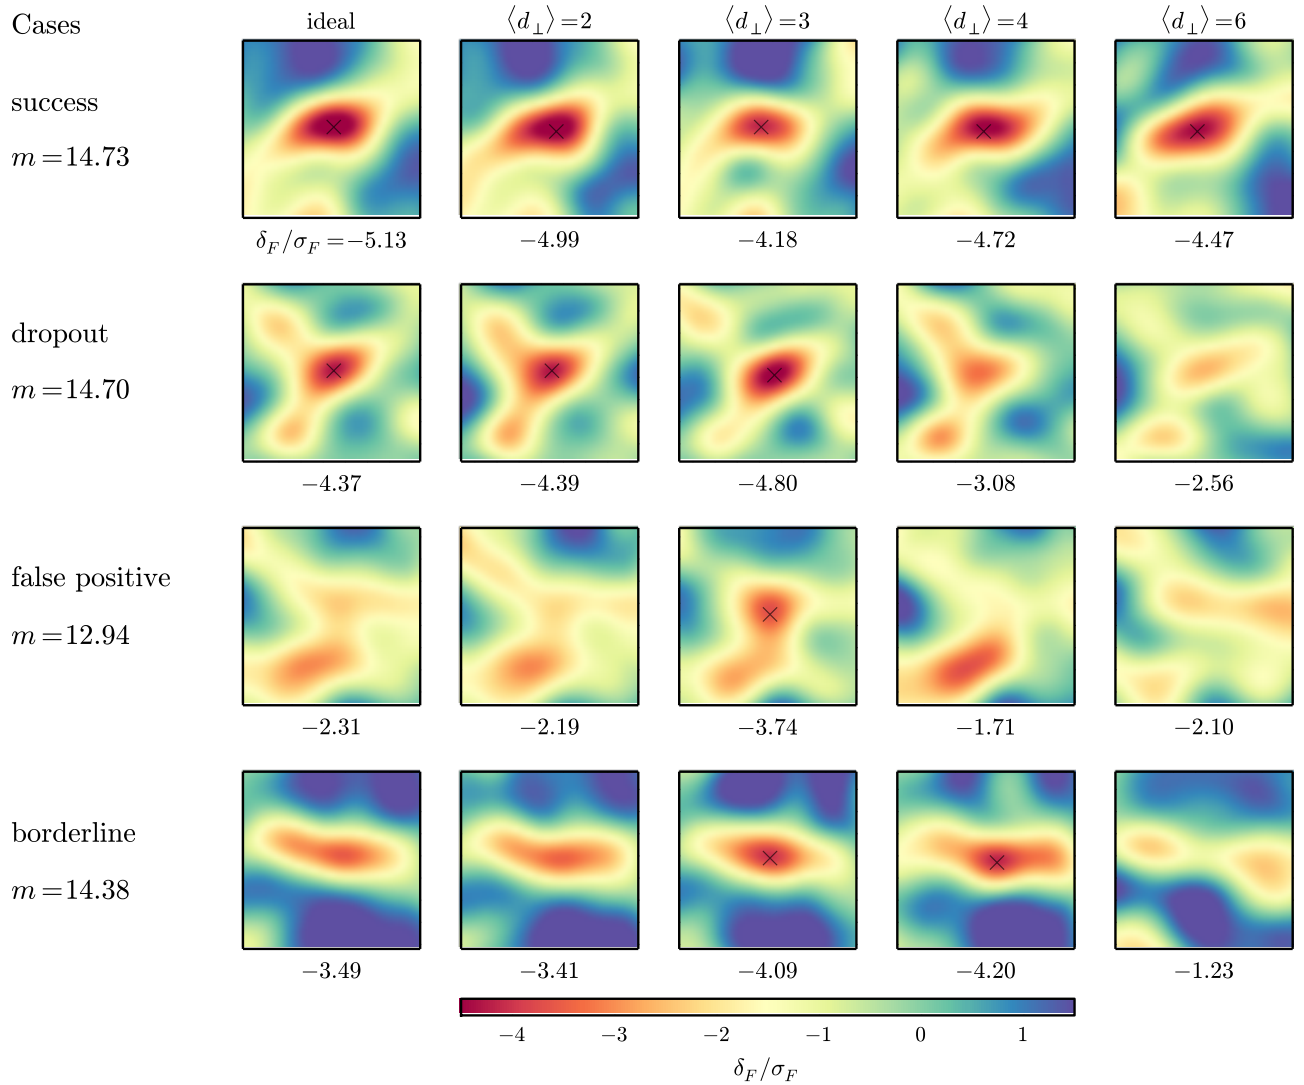 Cases ideal ⟨d⊥⟩=2 ⟨d⊥⟩=3 ⟨d⊥⟩=4 ⟨d⊥⟩=6
success
m=14.73
δF/σF=−5.13 −4.99 −4.18 −4.72 −4.47
dropout
m=14.70
−4.37 −4.39 −4.80 −3.08 −2.56
false positive
m=12.94
−2.31 −2.19 −3.74 −1.71 −2.10
borderline
m=14.38
−3.49 −3.41 −4.09 −4.20 −1.23
−4 −3 −2 −1 0 1
δF/σF